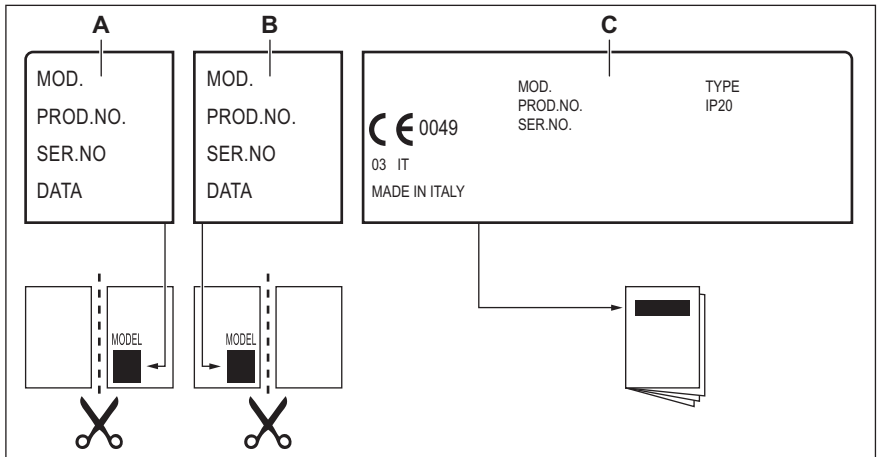 A
B
C
MOD.
PROD.NO.
SER.NO
DATA
MOD.
PROD.NO.
SER.NO
DATA
MOD.
PROD.NO.
SER.NO.
TYPE
IP20
CE 0049
03 IT
MADE IN ITALY
MODEL
MODEL